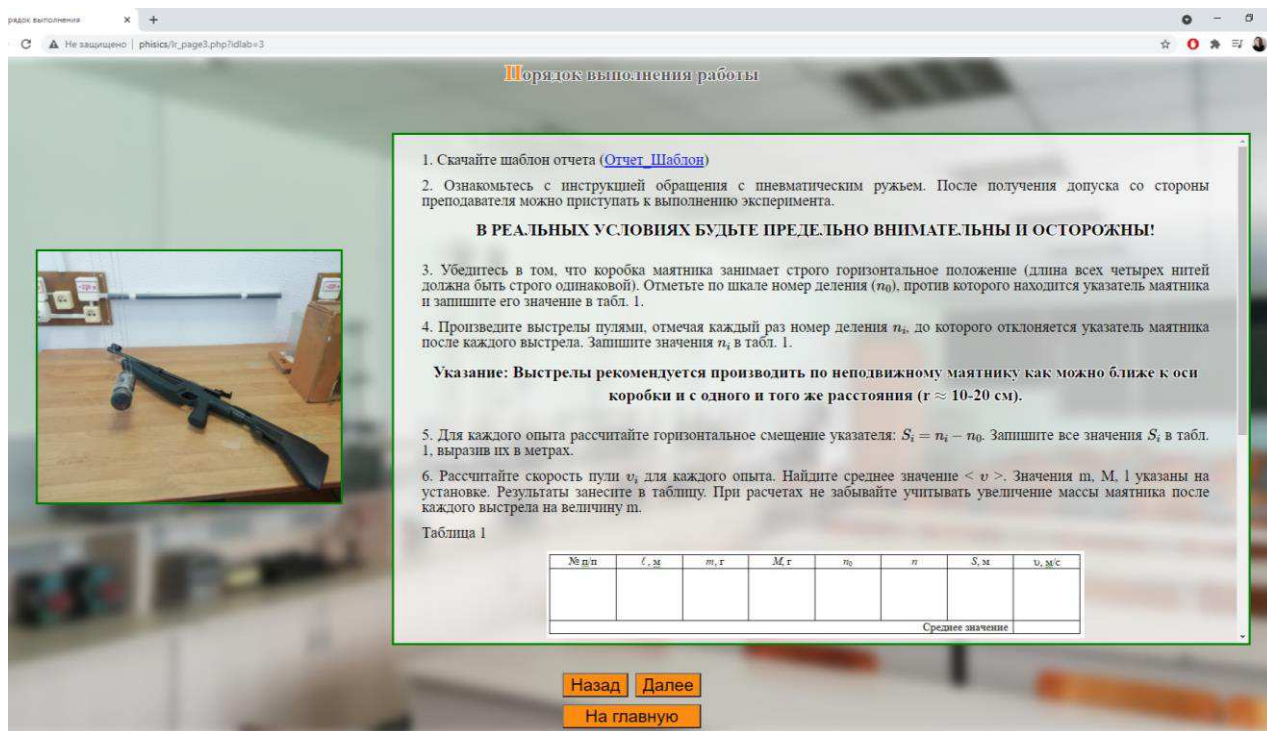 рядок выполнения
Не защищено | phisics/lr_page3.php?idlab=3
Порядок выполнения работы
1. Скачайте шаблон отчета (Отчет_Шаблон)
2. Ознакомьтесь с инструкцией обращения с пневматическим ружьем. После получения допуска со стороны
преподавателя можно приступать к выполнению эксперимента.
В РЕАЛЬНЫХ УСЛОВИЯХ БУДЬТЕ ПРЕДЕЛЬНО ВНИМАТЕЛЬНЫ И ОСТОРОЖНЫ!
3. Убедитесь в том, что коробка маятника занимает строго горизонтальное положение (длина всех четырех нитей
должна быть строго одинаковой). Отметьте по шкале номер деления (n₀), против которого находится указатель маятника
и запишите его значение в табл. 1.
4. Произведите выстрелы пулями, отмечая каждый раз номер деления nᵢ, до которого отклоняется указатель маятника
после каждого выстрела. Запишите значения nᵢ в табл. 1.
Указание: Выстрелы рекомендуется производить по неподвижному маятнику как можно ближе к оси
коробки и с одного и того же расстояния (r ≈ 10-20 см).
5. Для каждого опыта рассчитайте горизонтальное смещение указателя: Sᵢ = nᵢ − n₀. Запишите все значения Sᵢ в табл.
1, выразив их в метрах.
6. Рассчитайте скорость пули υᵢ для каждого опыта. Найдите среднее значение < υ >. Значения m, M, l указаны на
установке. Результаты занесите в таблицу. При расчетах не забывайте учитывать увеличение массы маятника после
каждого выстрела на величину m.
Таблица 1
№ п/п ℓ, м m, г M, г n₀ n S, м υ, м/с
Среднее значение
Назад Далее
На главную